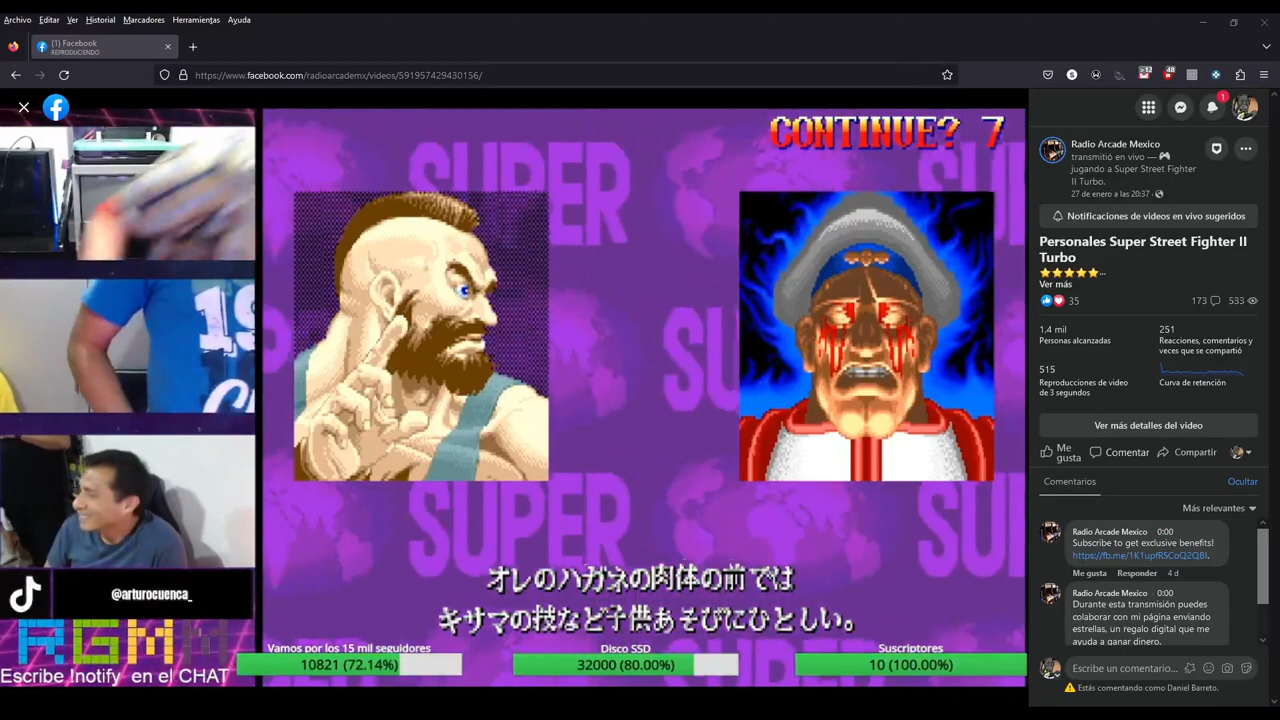 Archivo Editar Ver Historial Marcadores Herramientas Ayuda
(1) Facebook
REPRODUCIENDO
https://www.facebook.com/radioarcademx/videos/591957429430156/
+12
48
1
CONTINUE? 7
SUPER
SUPER
SUPER
SUPER
オレのハガネの肉体の前では
キサマの技など子供あそびにひとしい。
19
@arturocuenca_
RGMM
Escribe !notify en el CHAT
Vamos por los 15 mil seguidores
10821 (72.14%)
Disco SSD
32000 (80.00%)
Suscriptores
10 (100.00%)
Radio Arcade Mexico
transmitió en vivo —
jugando a Super Street Fighter
II Turbo.
27 de enero a las 20:37
Notificaciones de videos en vivo sugeridos
Personales Super Street Fighter II
Turbo
...
Ver más
35
173
533
1.4 mil
Personas alcanzadas
251
Reacciones, comentarios y
veces que se compartió
515
Reproducciones de video
de 3 segundos
Curva de retención
Ver más detalles del video
Me
gusta
Comentar
Compartir
Comentarios
Ocultar
Más relevantes
Radio Arcade Mexico 0:00
Subscribe to get exclusive benefits!
https://fb.me/1K1upfRSCoQ2QBI.
Me gusta Responder 4 d
Radio Arcade Mexico 0:00
Durante esta transmisión puedes
colaborar con mi página enviando
estrellas, un regalo digital que me
ayuda a ganar dinero.
Escribe un comentario...
Estás comentando como Daniel Barreto.